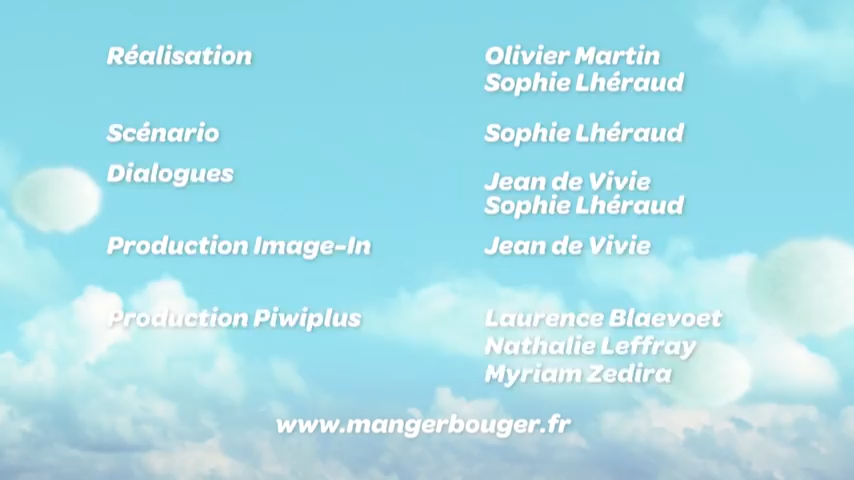 Réalisation Olivier Martin
Sophie Lhéraud
Scénario Sophie Lhéraud
Dialogues Jean de Vivie
Sophie Lhéraud
Production Image-In Jean de Vivie
Production Piwiplus Laurence Blaevoet
Nathalie Leffray
Myriam Zedira
www.mangerbouger.fr